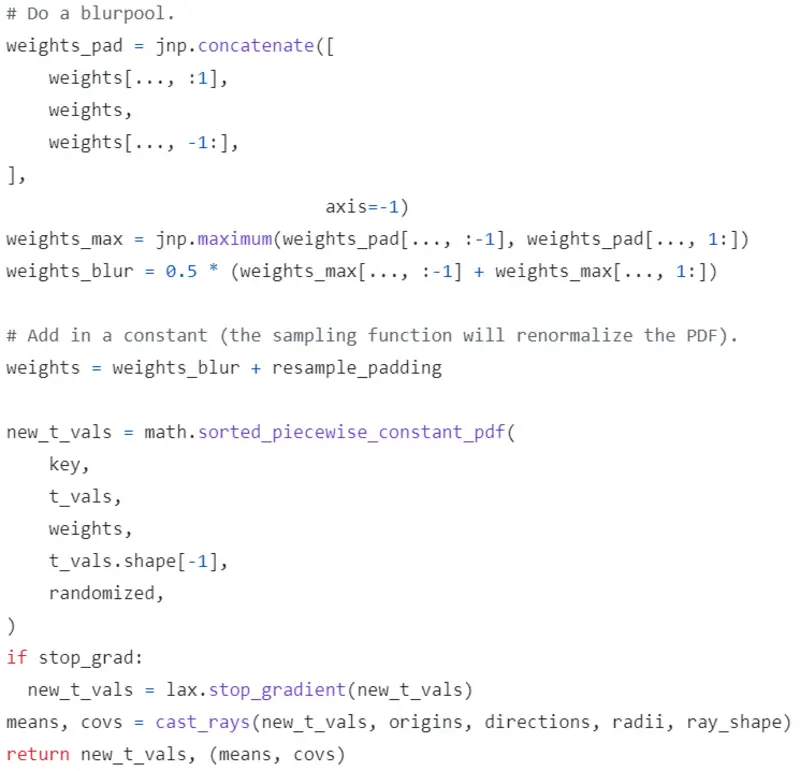 # Do a blurpool.
weights_pad = jnp.concatenate([
    weights[..., :1],
    weights,
    weights[..., -1:],
],
                              axis=-1)
weights_max = jnp.maximum(weights_pad[..., :-1], weights_pad[..., 1:])
weights_blur = 0.5 * (weights_max[..., :-1] + weights_max[..., 1:])

# Add in a constant (the sampling function will renormalize the PDF).
weights = weights_blur + resample_padding

new_t_vals = math.sorted_piecewise_constant_pdf(
    key,
    t_vals,
    weights,
    t_vals.shape[-1],
    randomized,
)
if stop_grad:
  new_t_vals = lax.stop_gradient(new_t_vals)
means, covs = cast_rays(new_t_vals, origins, directions, radii, ray_shape)
return new_t_vals, (means, covs)